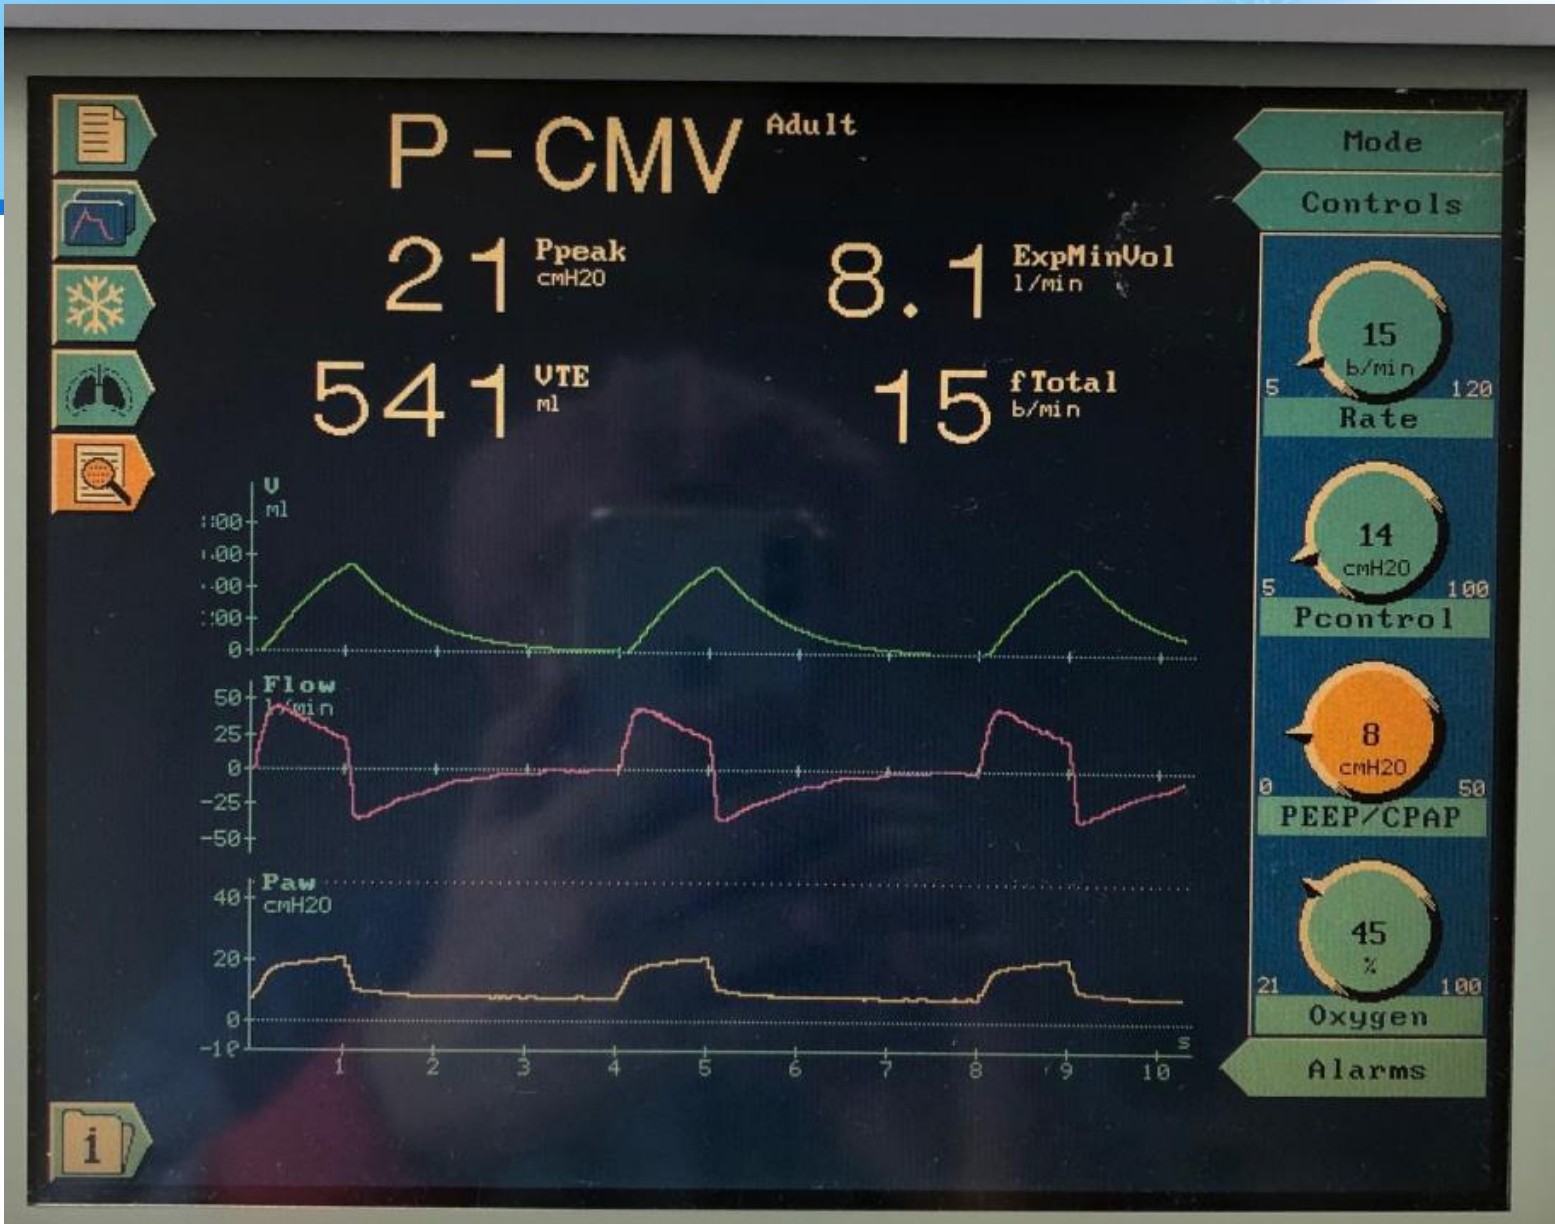 P-CMV Adult
21 Ppeak cmH2O
8.1 ExpMinVol l/min
541 VTE ml
15 fTotal b/min
V
ml
0
Flow
l/min
50
25
0
-25
-50
Paw
cmH2O
40
20
0
1 2 3 4 5 6 7 8 9 10
s
Mode
Controls
15
b/min
5 120
Rate
14
cmH2O
5 100
Pcontrol
8
cmH2O
0 50
PEEP/CPAP
45
%
21 100
Oxygen
Alarms
i